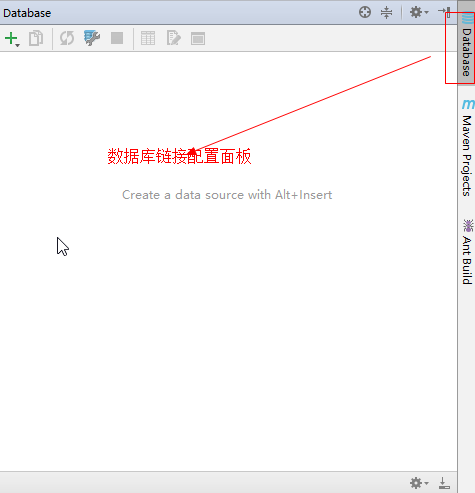 Database
Database
数据库链接配置面板
Create a data source with Alt+Insert
Maven Projects
Ant Build